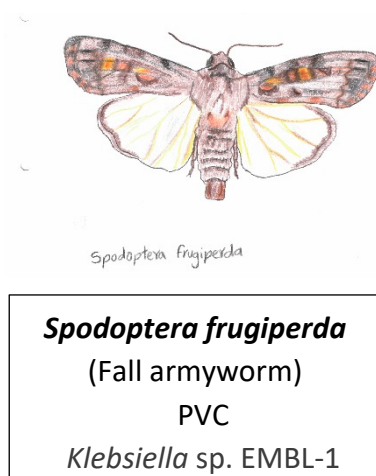 Spodoptera frugiperda
Spodoptera frugiperda
(Fall armyworm)
PVC
Klebsiella sp. EMBL-1